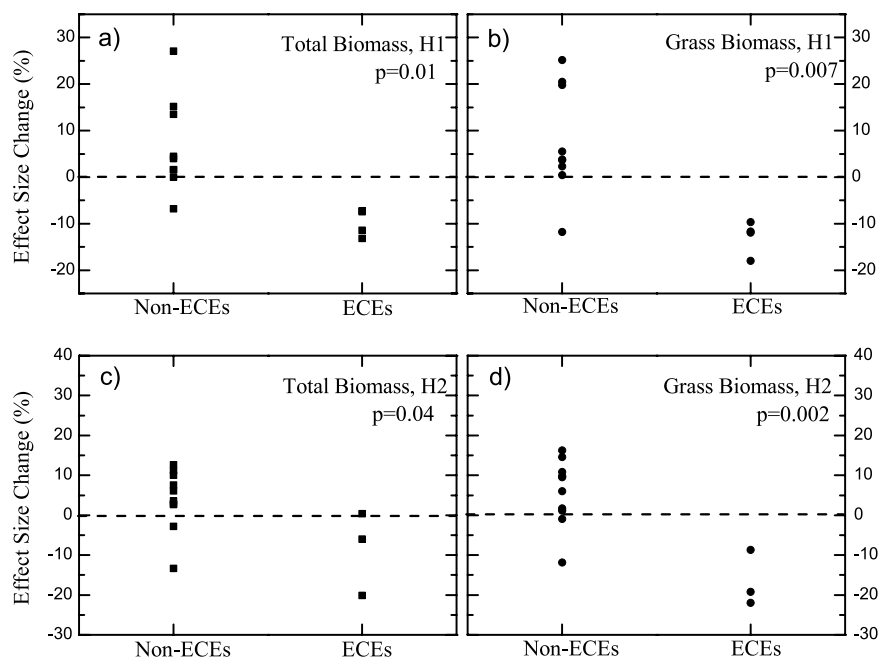 a)
Total Biomass, H1
p=0.01
b)
Grass Biomass, H1
p=0.007
Effect Size Change (%)
30
20
10
0
-10
-20
30
20
10
0
-10
-20
Non-ECEs
ECEs
Non-ECEs
ECEs
c)
Total Biomass, H2
p=0.04
d)
Grass Biomass, H2
p=0.002
Effect Size Change (%)
40
30
20
10
0
-10
-20
-30
40
30
20
10
0
-10
-20
-30
Non-ECEs
ECEs
Non-ECEs
ECEs